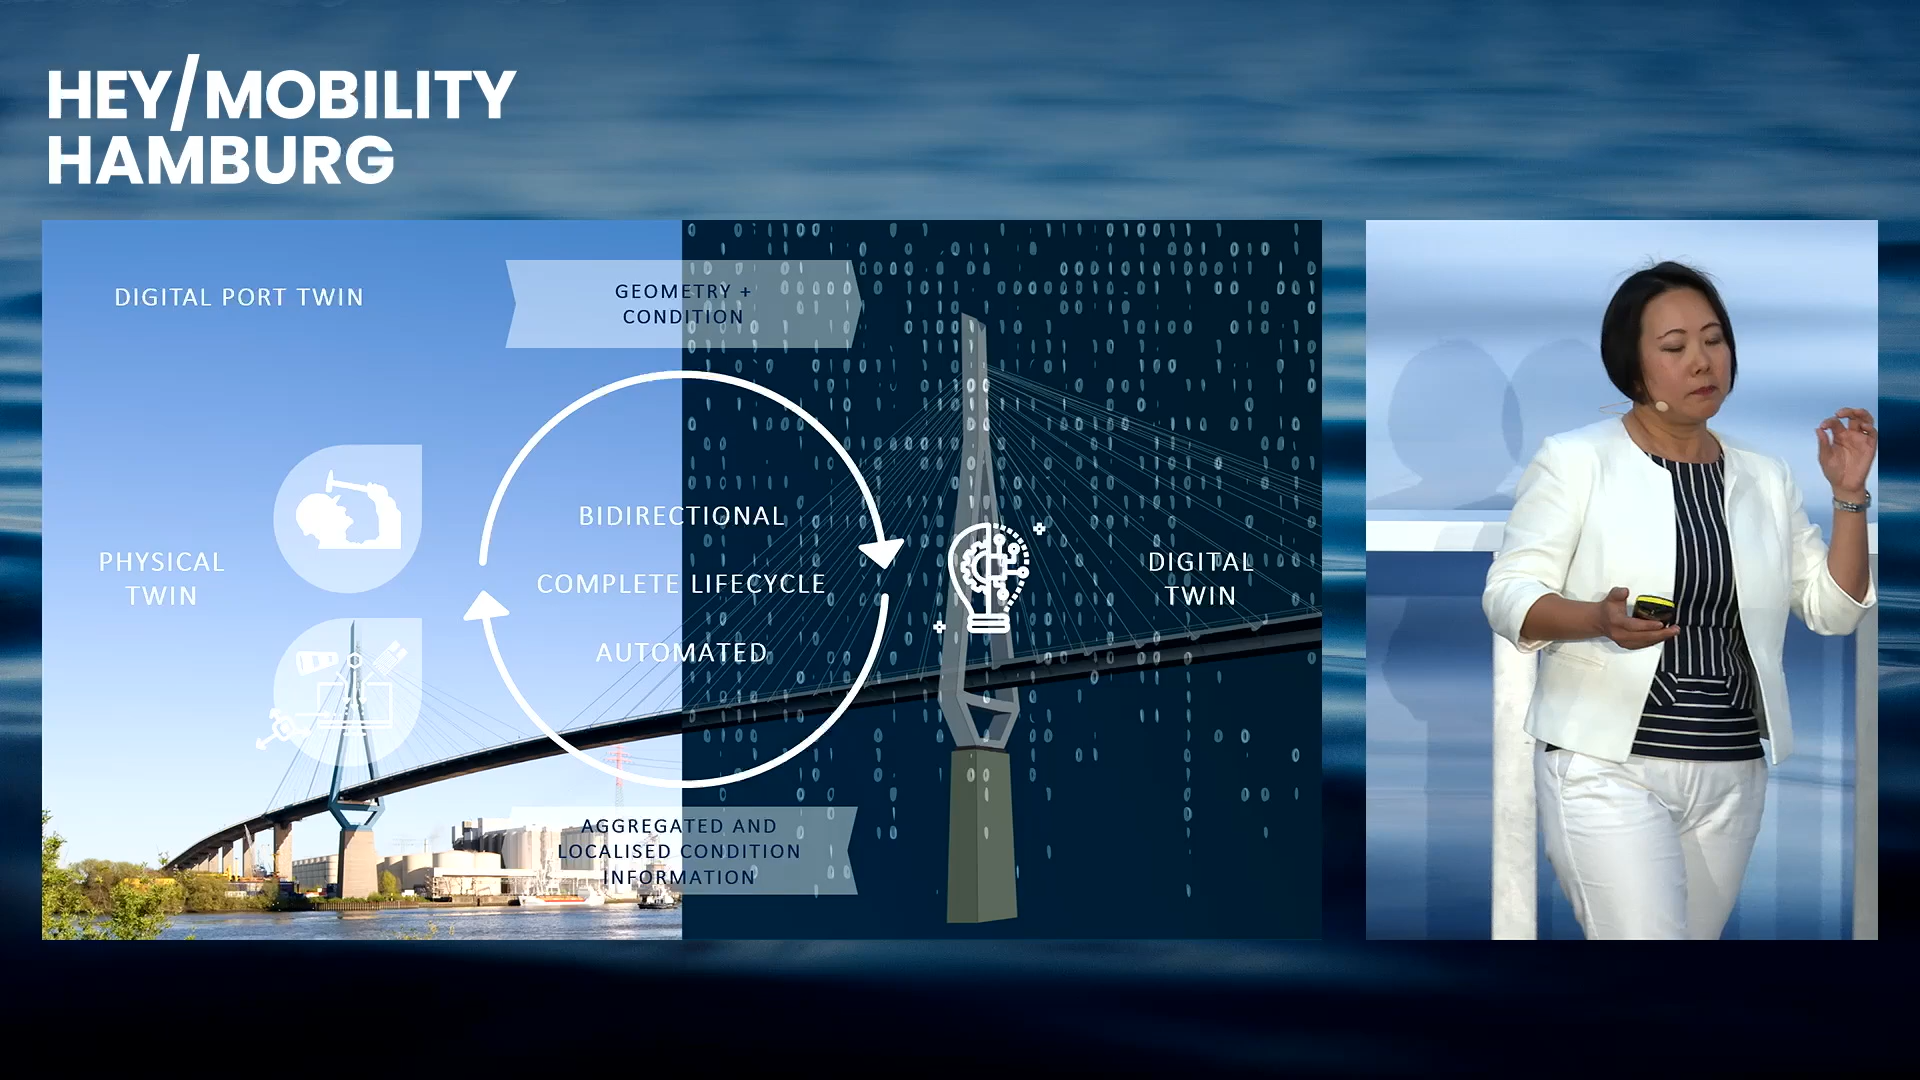 HEY/MOBILITY
HAMBURG
DIGITAL PORT TWIN
GEOMETRY +
CONDITION
BIDIRECTIONAL
COMPLETE LIFECYCLE
AUTOMATED
PHYSICAL
TWIN
DIGITAL
TWIN
AGGREGATED AND
LOCALISED CONDITION
INFORMATION